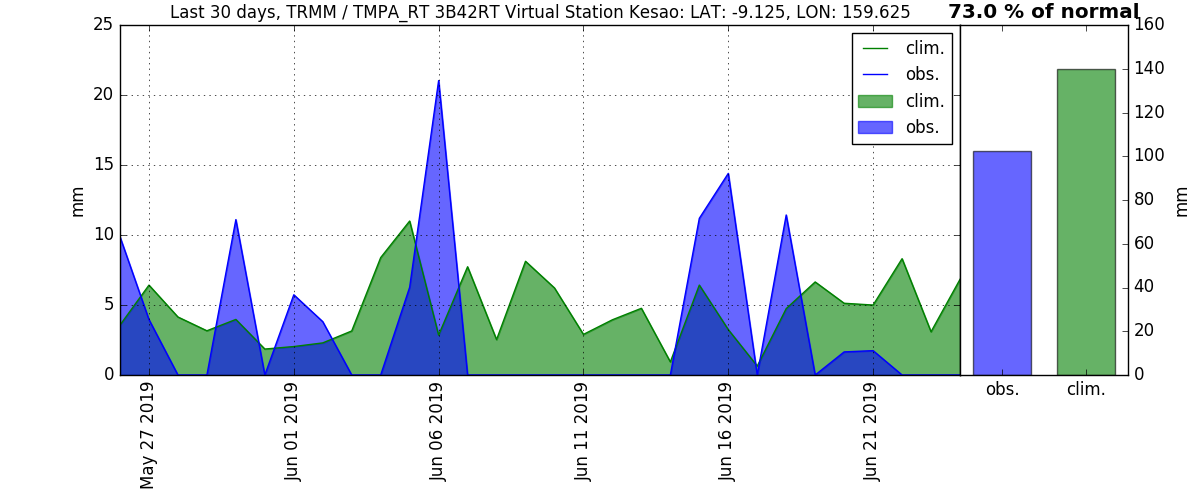 Last 30 days, TRMM / TMPA_RT 3B42RT Virtual Station Kesao: LAT: -9.125, LON: 159.625
73.0 % of normal
25
20
15
10
5
0
mm
clim.
obs.
clim.
obs.
May 27 2019
Jun 01 2019
Jun 06 2019
Jun 11 2019
Jun 16 2019
Jun 21 2019
160
140
120
100
80
60
40
20
0
mm
obs.
clim.